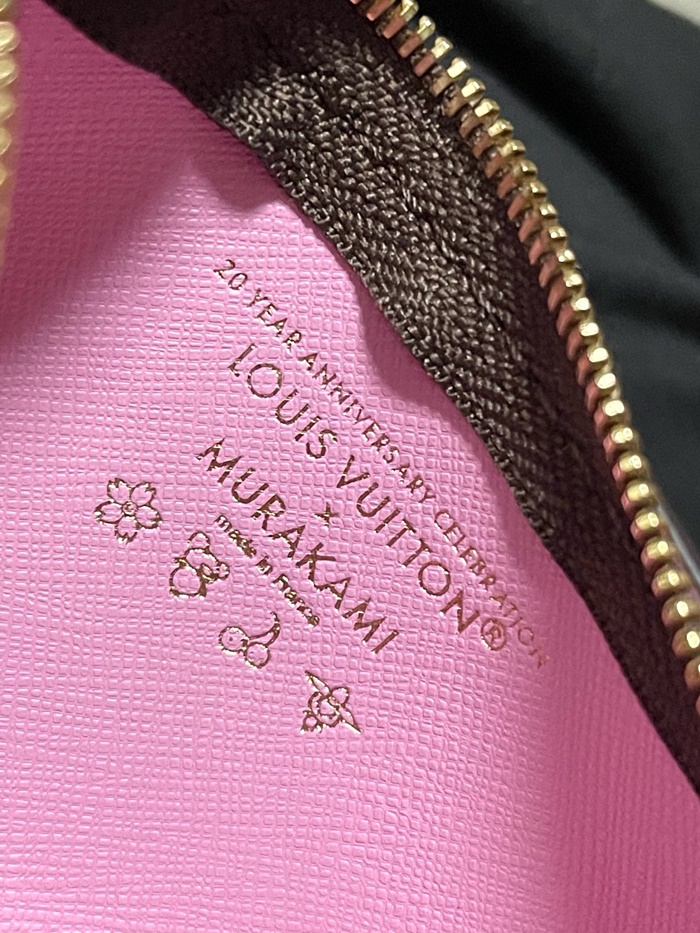 20 YEAR ANNIVERSARY CELEBRATION
LOUIS VUITTON®
×
MURAKAMI
made in France